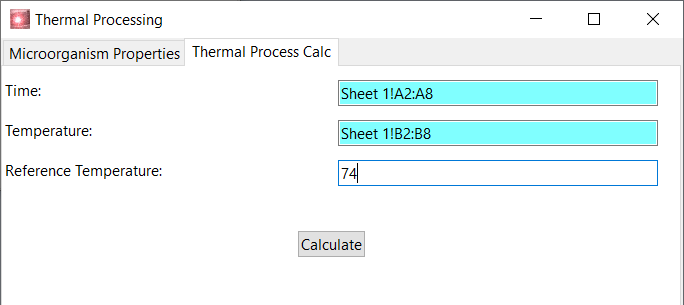 Thermal Processing
Microorganism Properties Thermal Process Calc
Time: Sheet 1!A2:A8
Temperature: Sheet 1!B2:B8
Reference Temperature: 74
Calculate